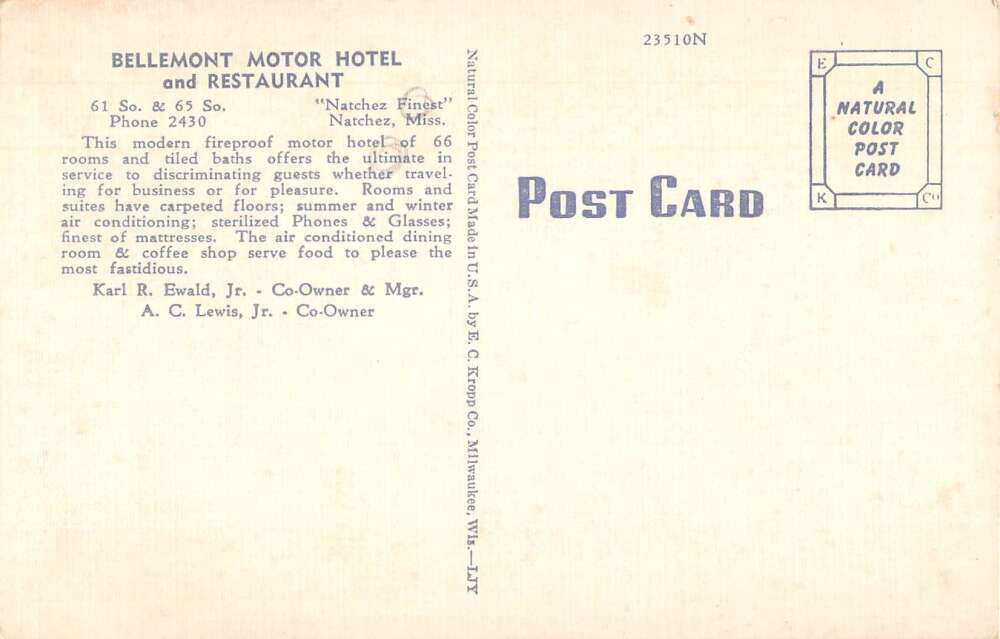 BELLEMONT MOTOR HOTEL
and RESTAURANT
61 So. & 65 So. "Natchez Finest"
Phone 2430 Natchez, Miss.
This modern fireproof motor hotel of 66
rooms and tiled baths offers the ultimate in
service to discriminating guests whether travel-
ing for business or for pleasure. Rooms and
suites have carpeted floors; summer and winter
air conditioning; sterilized Phones & Glasses;
finest of mattresses. The air conditioned dining
room & coffee shop serve food to please the
most fastidious.
Karl R. Ewald, Jr. - Co-Owner & Mgr.
A. C. Lewis, Jr. - Co-Owner
Natural Color Post Card Made in U.S.A. by E. C. Kropp Co., Milwaukee, Wis.—LJY
23510N
POST CARD
E C
A
NATURAL
COLOR
POST
CARD
K Co